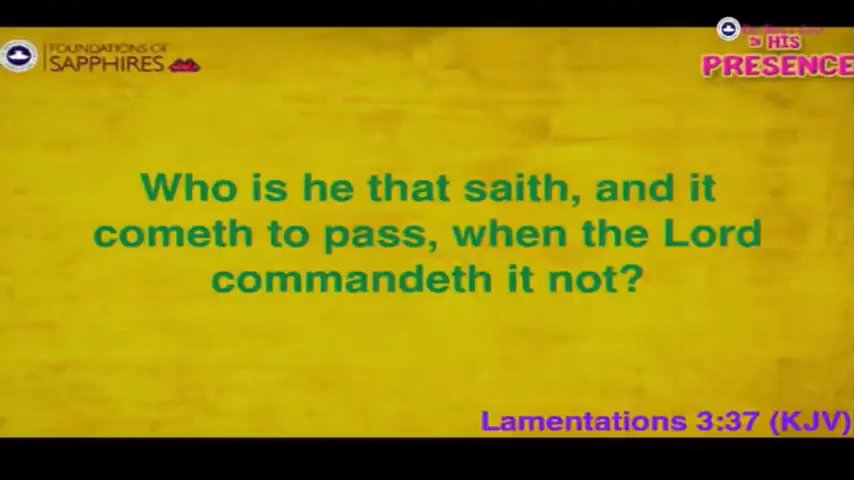 FOUNDATIONS OF
SAPPHIRES
IN HIS
PRESENCE
Who is he that saith, and it
cometh to pass, when the Lord
commandeth it not?
Lamentations 3:37 (KJV)